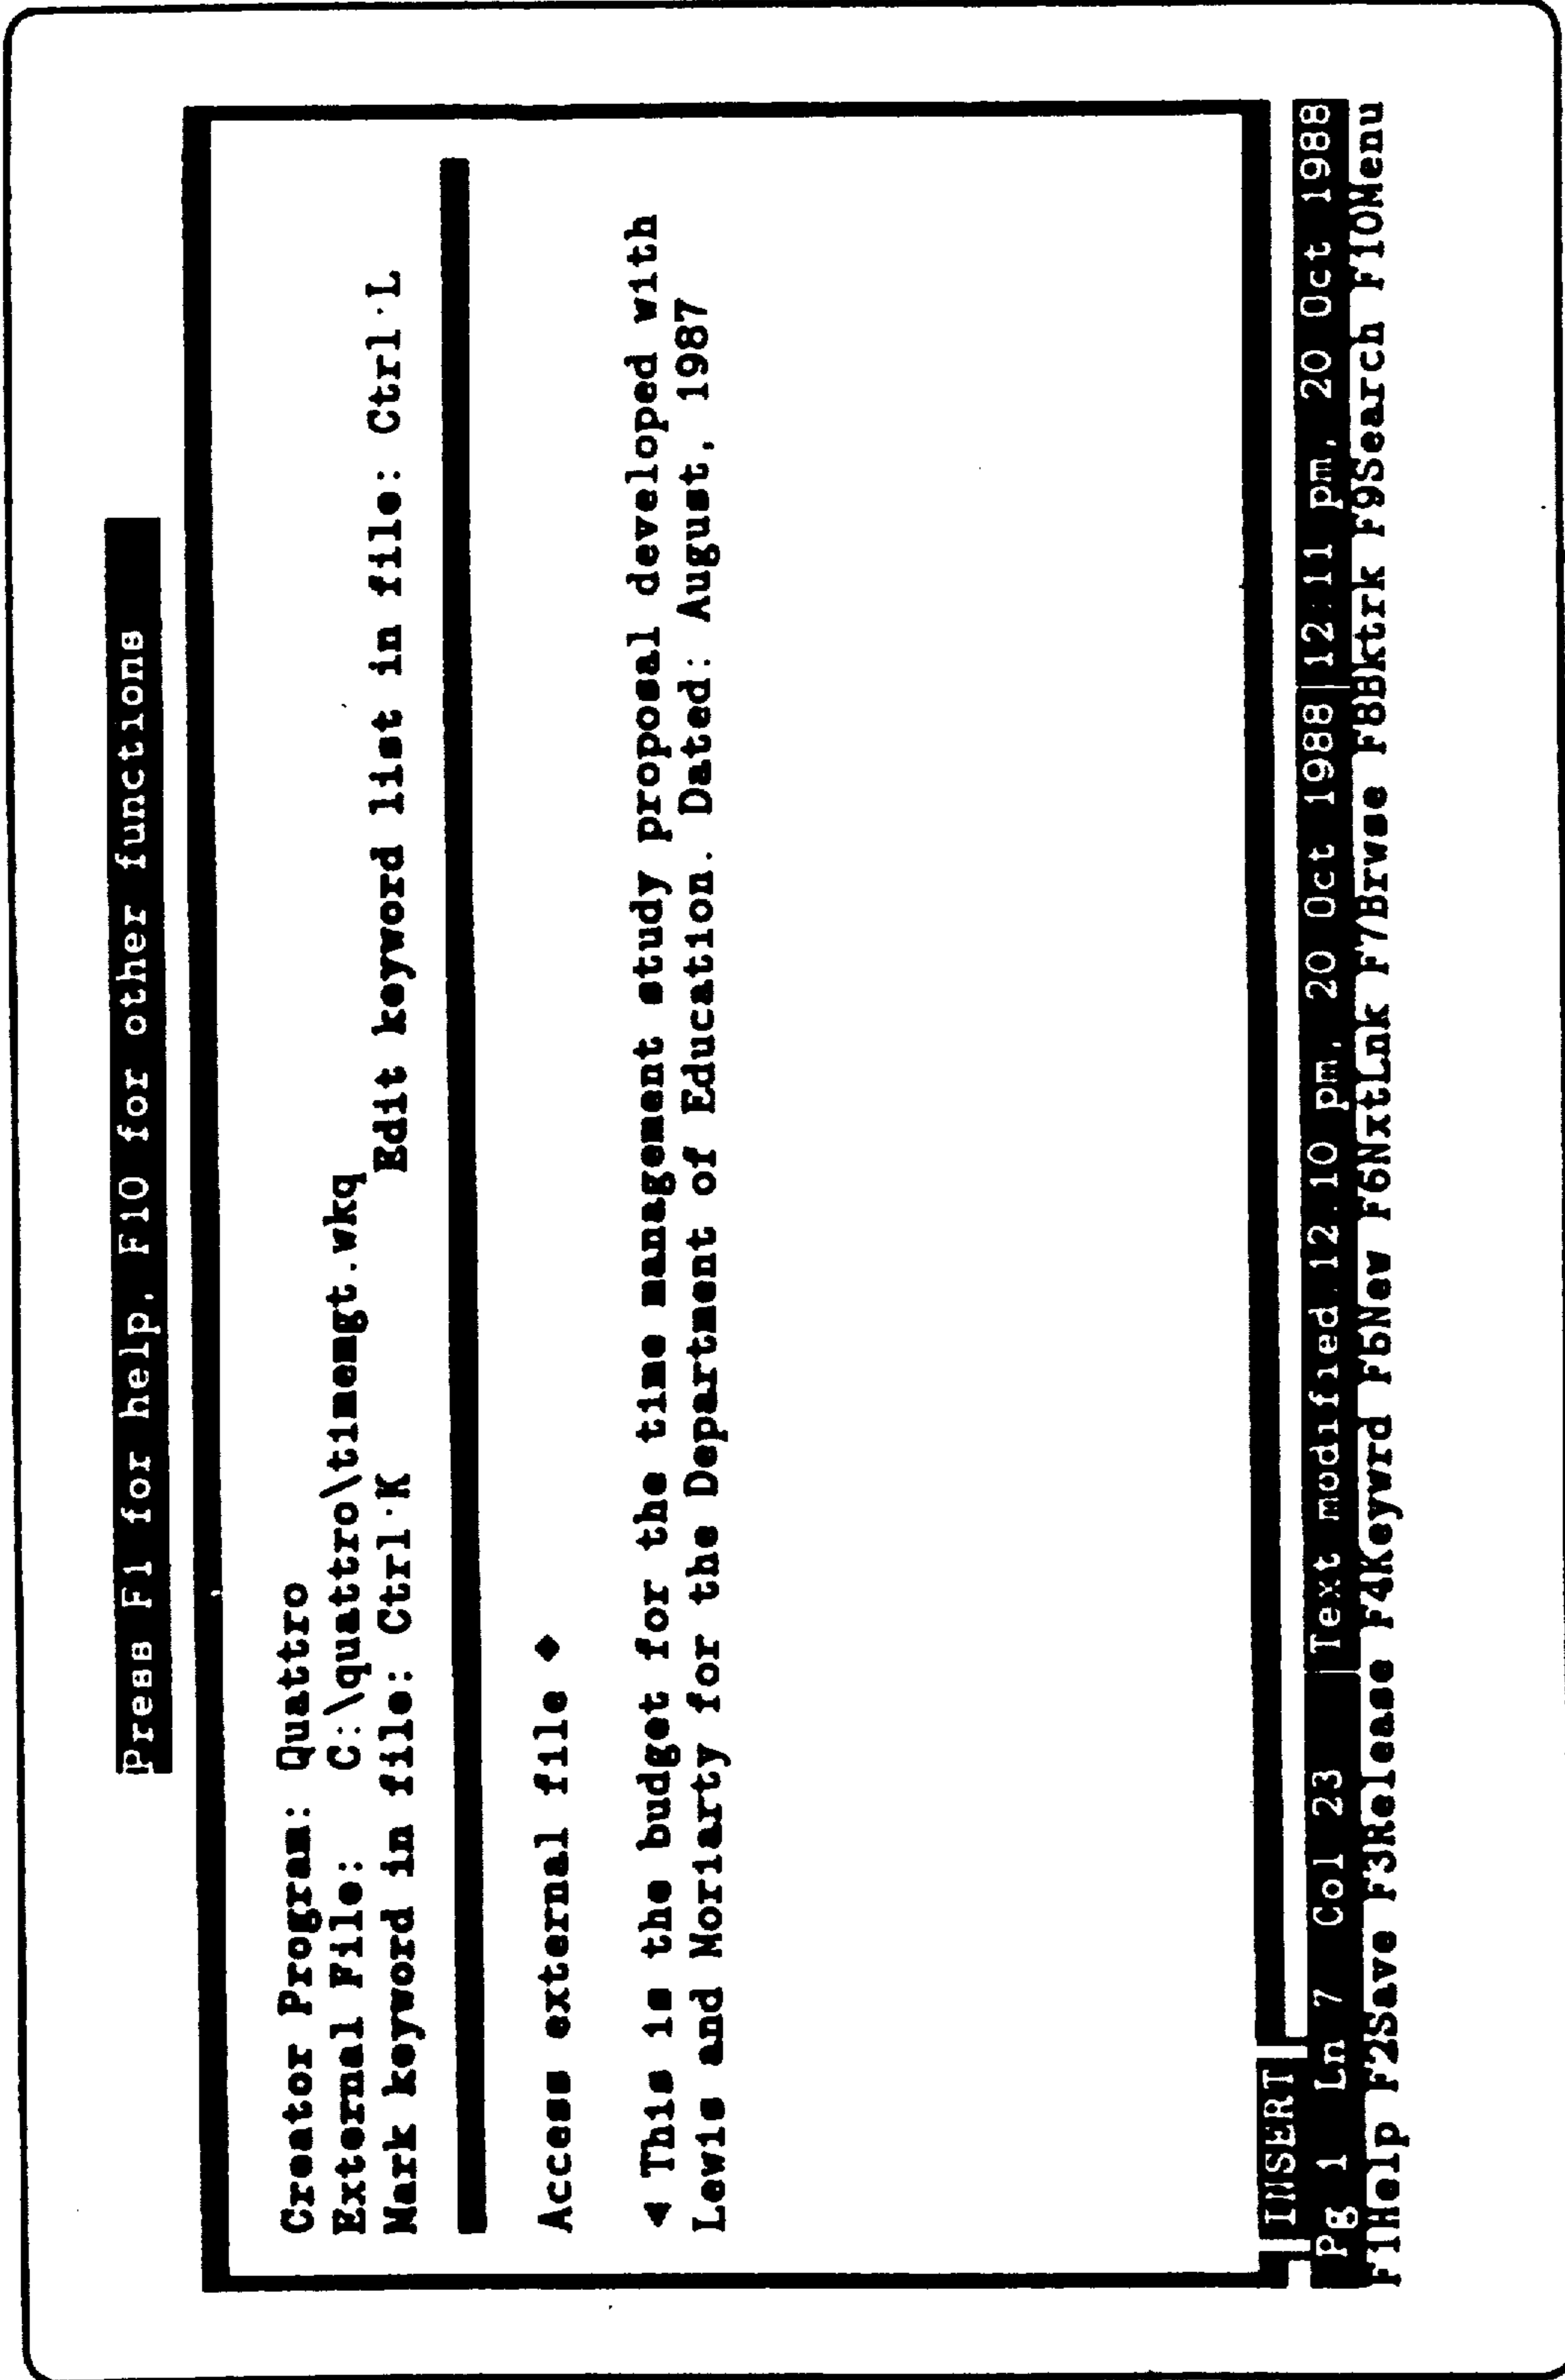 Press F1 for help, F10 for other functions
Creator Program: Quattro
External File: C:\quattro\timemgt.wkq
Mark keyword in file: Ctrl-K Edit keyword list in file: Ctrl-L
Access external file ♦
◄ This is the budget for the time management study proposal developed with
Lewis and Moriarty for the Department of Education. Dated: August, 1987
INSERT
Pg 1 Ln 7 Col 23 Text modified 12:10 pm, 20 Oct 1988 12:11 pm, 20 Oct 1988
F1Help F2Save F3Release F4Keywrd F5New F6NxtLnk F7Brwse F8Bktrk F9Search F10Menu